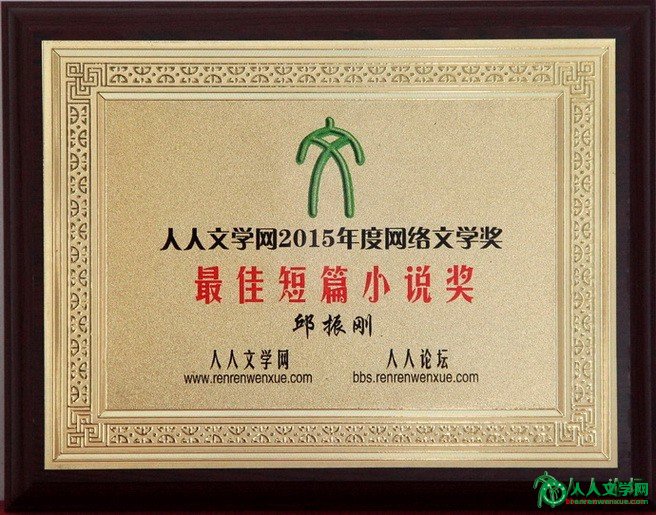 人人文学网2015年度网络文学奖
最佳短篇小说奖
邱振刚
人人文学网 人人论坛
www.renrenwenxue.com bbs.renrenwenxue.com
人人文学网